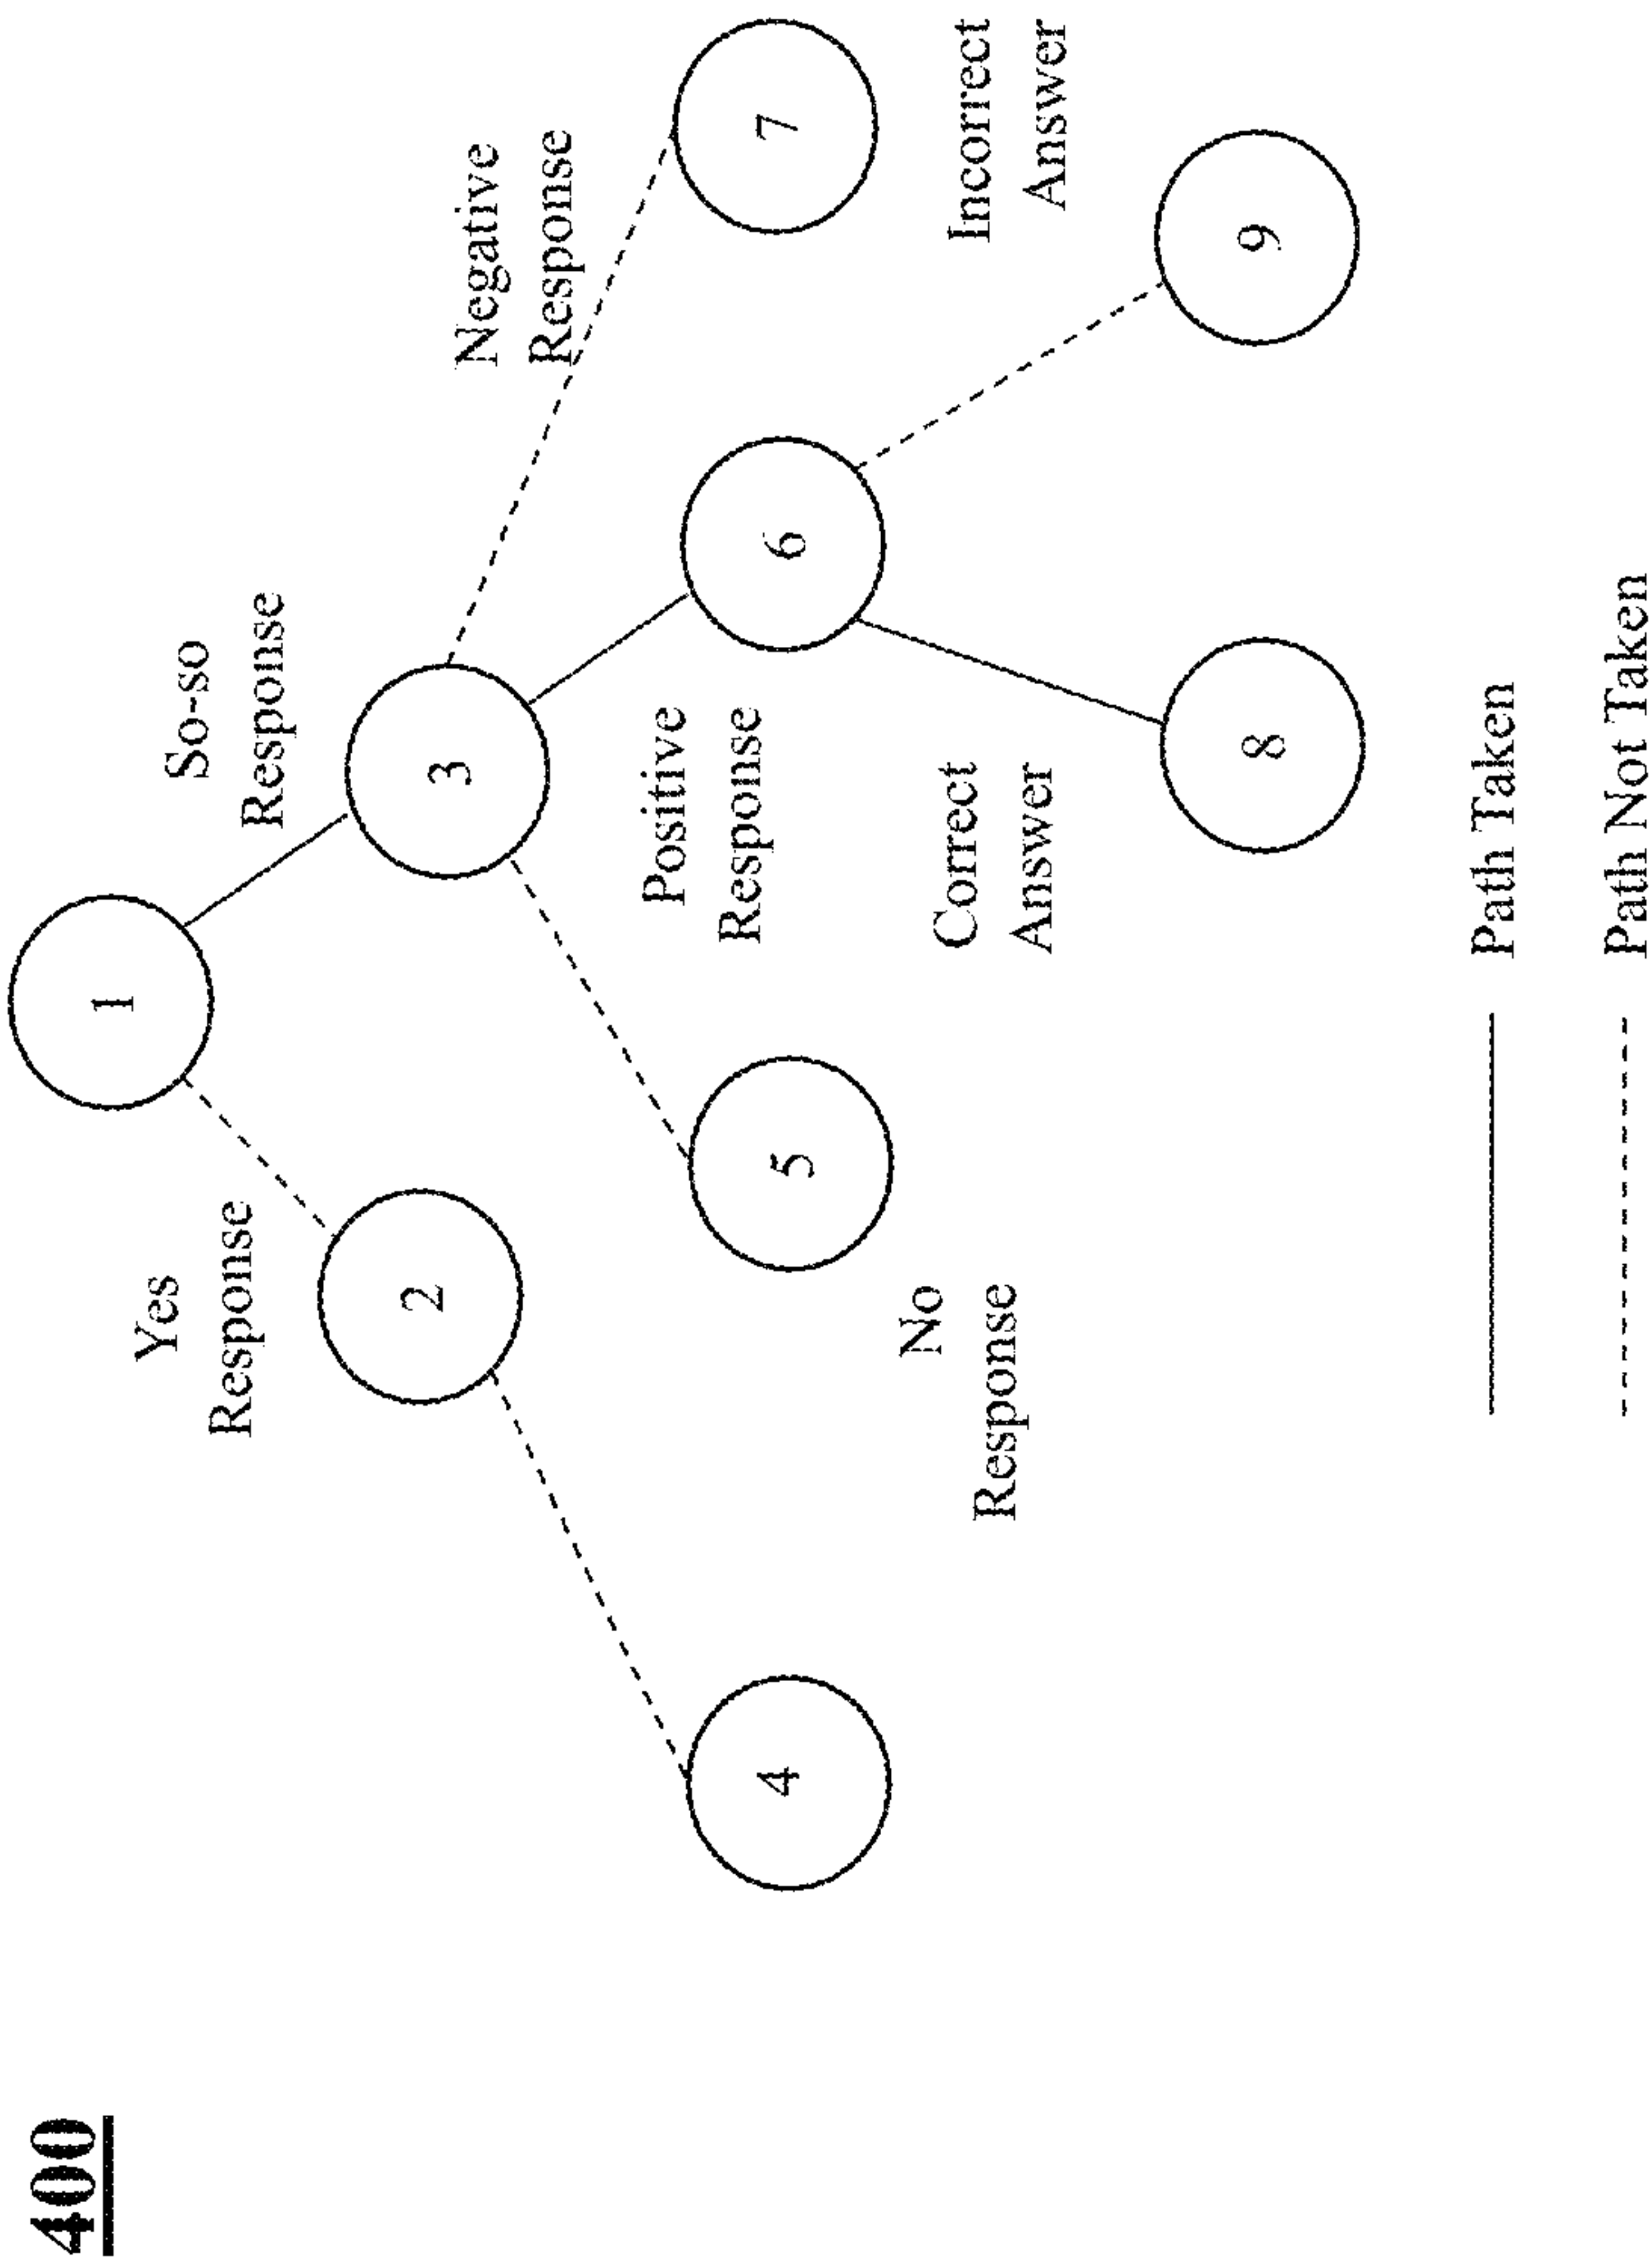 400
1
Yes
Response
So-so
Response
2
3
Negative
Response
4
5
Positive
Response
6
7
No
Response
Correct
Answer
Incorrect
Answer
8
9
Path Taken
Path Not Taken